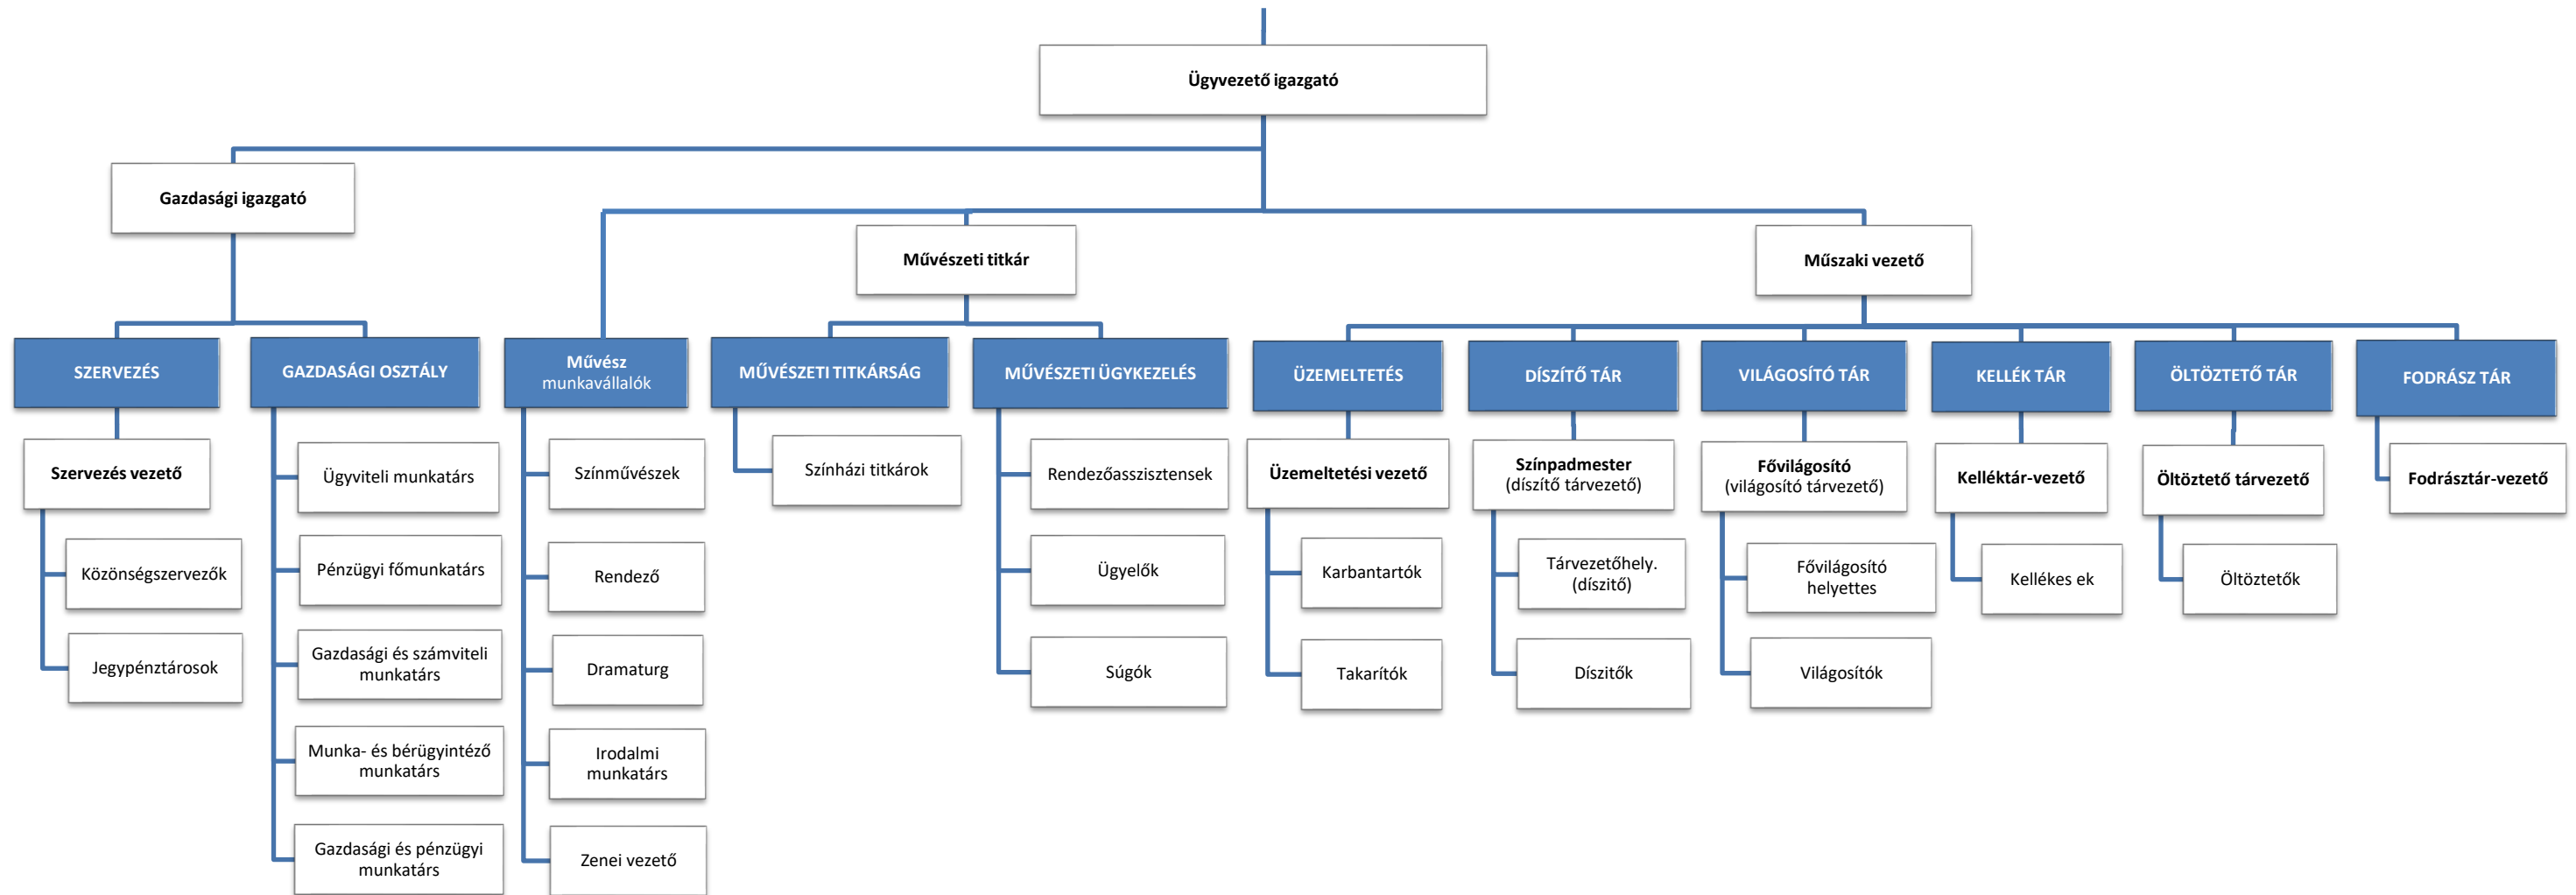 Ügyvezető igazgató
Gazdasági igazgató
Művészeti titkár
Műszaki vezető
SZERVEZÉS
GAZDASÁGI OSZTÁLY
Művész
munkavállalók
MŰVÉSZETI TITKÁRSÁG
MŰVÉSZETI ÜGYKEZELÉS
ÜZEMELTETÉS
DÍSZÍTŐ TÁR
VILÁGOSÍTÓ TÁR
KELLÉK TÁR
ÖLTÖZTETŐ TÁR
FODRÁSZ TÁR
Szervezés vezető
Közönségszervezők
Jegypénztárosok
Ügyviteli munkatárs
Pénzügyi főmunkatárs
Gazdasági és számviteli
munkatárs
Munka- és bérügyintéző
munkatárs
Gazdasági és pénzügyi
munkatárs
Színművészek
Rendező
Dramaturg
Irodalmi
munkatárs
Zenei vezető
Színházi titkárok
Rendezőasszisztensek
Ügyelők
Súgók
Üzemeltetési vezető
Karbantartók
Takarítók
Színpadmester
(díszítő tárvezető)
Tárvezetőhely.
(díszitő)
Díszitők
Fővilágosító
(világosító tárvezető)
Fővilágosító
helyettes
Világosítók
Kelléktár-vezető
Kellékes ek
Öltöztető tárvezető
Öltöztetők
Fodrásztár-vezető